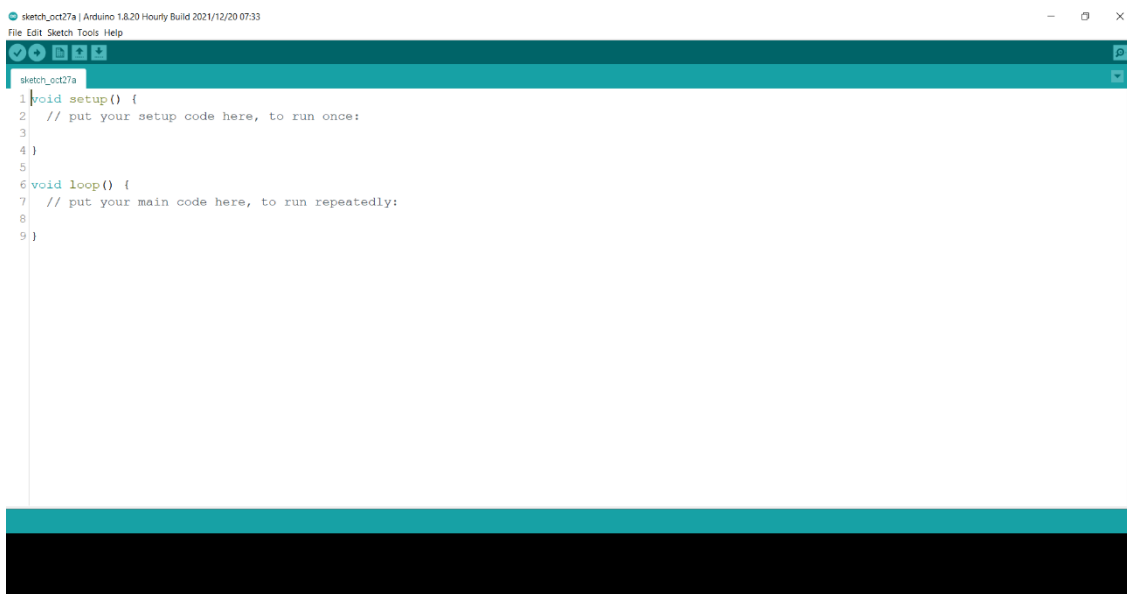 sketch_oct27a | Arduino 1.8.20 Hourly Build 2021/12/20 07:33
File Edit Sketch Tools Help
sketch_oct27a
1 void setup() {
2 // put your setup code here, to run once:
3
4 }
5
6 void loop() {
7 // put your main code here, to run repeatedly:
8
9 }